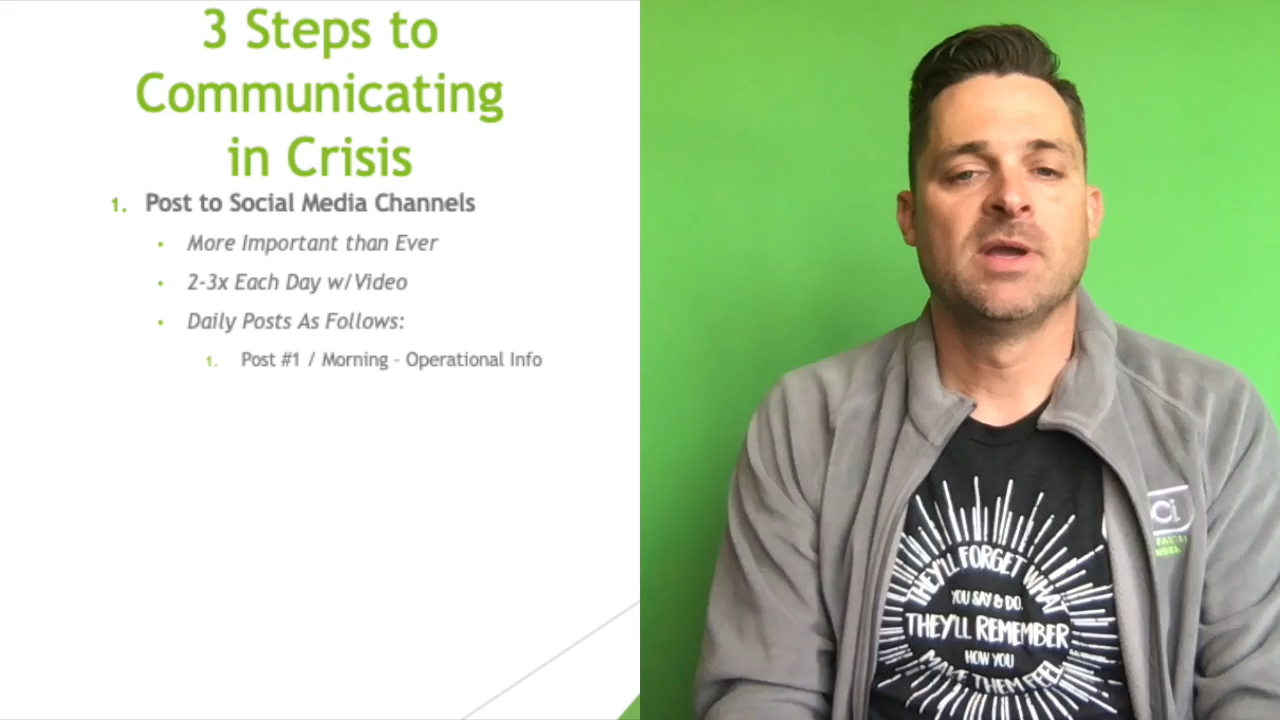 3 Steps to
Communicating
in Crisis
1. Post to Social Media Channels
• More Important than Ever
• 2-3x Each Day w/Video
• Daily Posts As Follows:
1. Post #1 / Morning – Operational Info
Ci
THEY'LL FORGET WHAT
YOU SAY & DO.
THEY'LL REMEMBER
HOW YOU
MAKE THEM FEEL